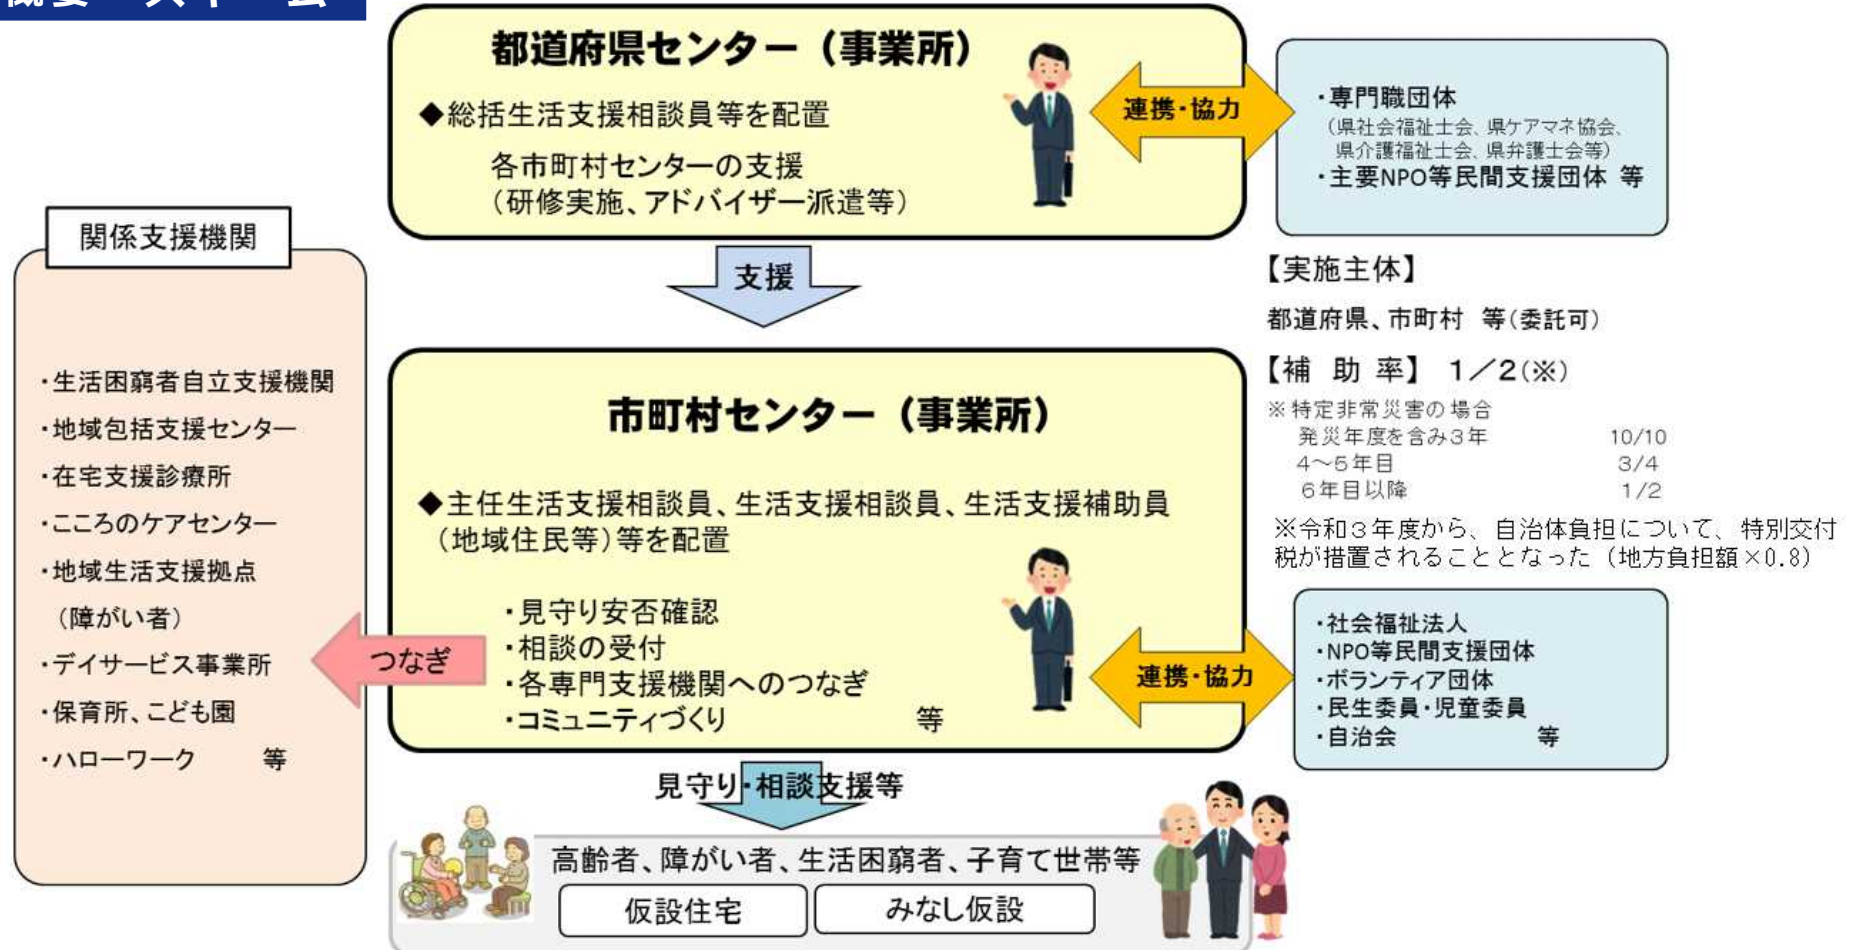 概要・スキーム
都道府県センター（事業所）
◆総括生活支援相談員等を配置
各市町村センターの支援
（研修実施、アドバイザー派遣等）
連携・協力
・専門職団体
（県社会福祉士会、県ケアマネ協会、
県介護福祉士会、県弁護士会等）
・主要NPO等民間支援団体 等
支援
関係支援機関
・生活困窮者自立支援機関
・地域包括支援センター
・在宅支援診療所
・こころのケアセンター
・地域生活支援拠点
（障がい者）
・デイサービス事業所
・保育所、こども園
・ハローワーク 等
市町村センター（事業所）
◆主任生活支援相談員、生活支援相談員、生活支援補助員
（地域住民等）等を配置
・見守り安否確認
・相談の受付
・各専門支援機関へのつなぎ
・コミュニティづくり 等
つなぎ
連携・協力
【実施主体】
都道府県、市町村 等(委託可)
【補 助 率】 1／2(※)
※特定非常災害の場合
発災年度を含み3年 10/10
4～5年目 3/4
6年目以降 1/2
※令和3年度から、自治体負担について、特別交付
税が措置されることとなった（地方負担額×0.8）
・社会福祉法人
・NPO等民間支援団体
・ボランティア団体
・民生委員・児童委員
・自治会 等
見守り・相談支援等
高齢者、障がい者、生活困窮者、子育て世帯等
仮設住宅
みなし仮設